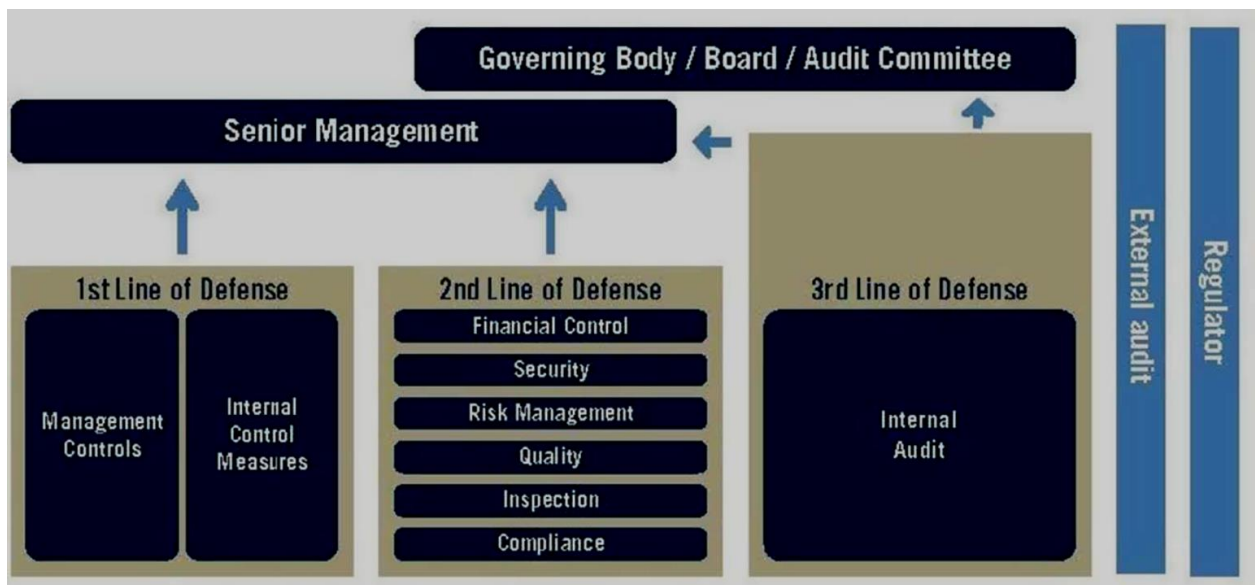 Governing Body / Board / Audit Committee
Senior Management
1st Line of Defense
Management
Controls
Internal
Control
Measures
2nd Line of Defense
Financial Control
Security
Risk Management
Quality
Inspection
Compliance
3rd Line of Defense
Internal
Audit
External audit
Regulator